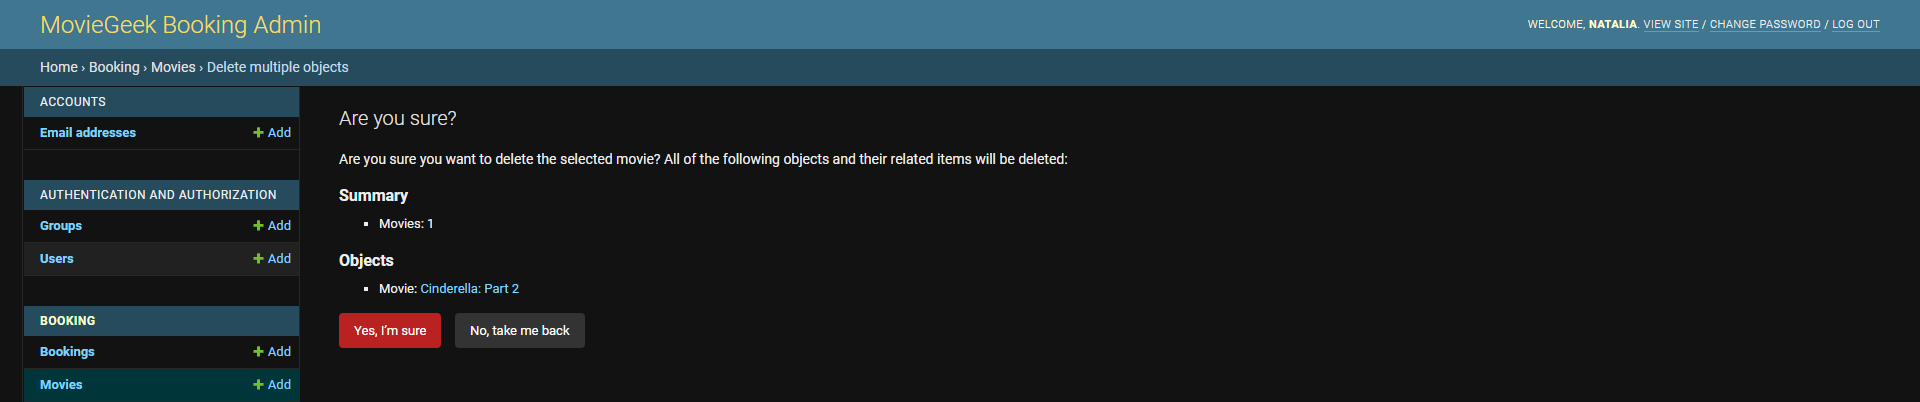 MovieGeek Booking Admin
WELCOME, NATALIA. VIEW SITE / CHANGE PASSWORD / LOG OUT
Home › Booking › Movies › Delete multiple objects
ACCOUNTS
Email addresses + Add
AUTHENTICATION AND AUTHORIZATION
Groups + Add
Users + Add
BOOKING
Bookings + Add
Movies + Add
Are you sure?
Are you sure you want to delete the selected movie? All of the following objects and their related items will be deleted:
Summary
Movies: 1
Objects
Movie: Cinderella: Part 2
Yes, I’m sure No, take me back